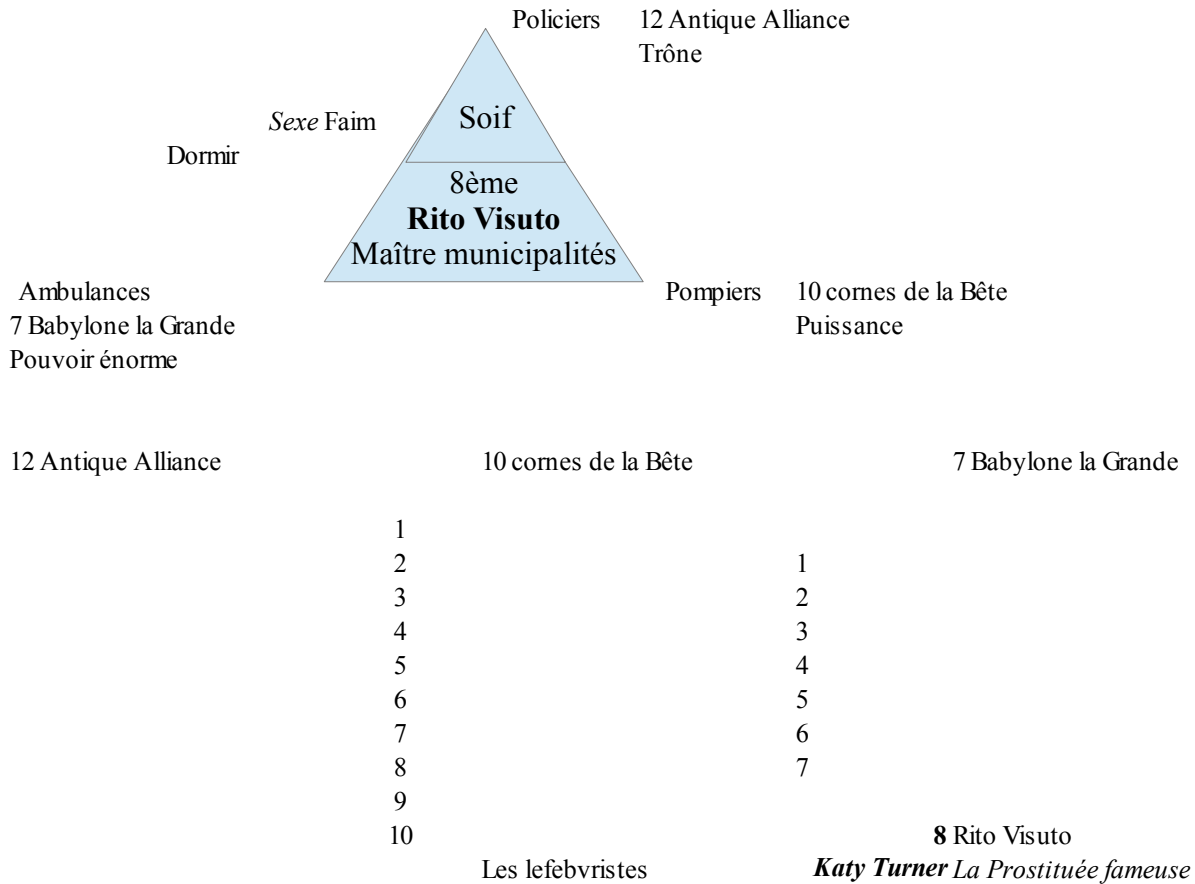 Policiers 12 Antique Alliance
Trône
Sexe Faim Soif
Dormir
8ème
Rito Visuto
Maître municipalités
Ambulances Pompiers 10 cornes de la Bête
7 Babylone la Grande Puissance
Pouvoir énorme
12 Antique Alliance 10 cornes de la Bête 7 Babylone la Grande
1
2 1
3 2
4 3
5 4
6 5
7 6
8 7
9
10 8 Rito Visuto
Les lefebvristes Katy Turner La Prostituée fameuse